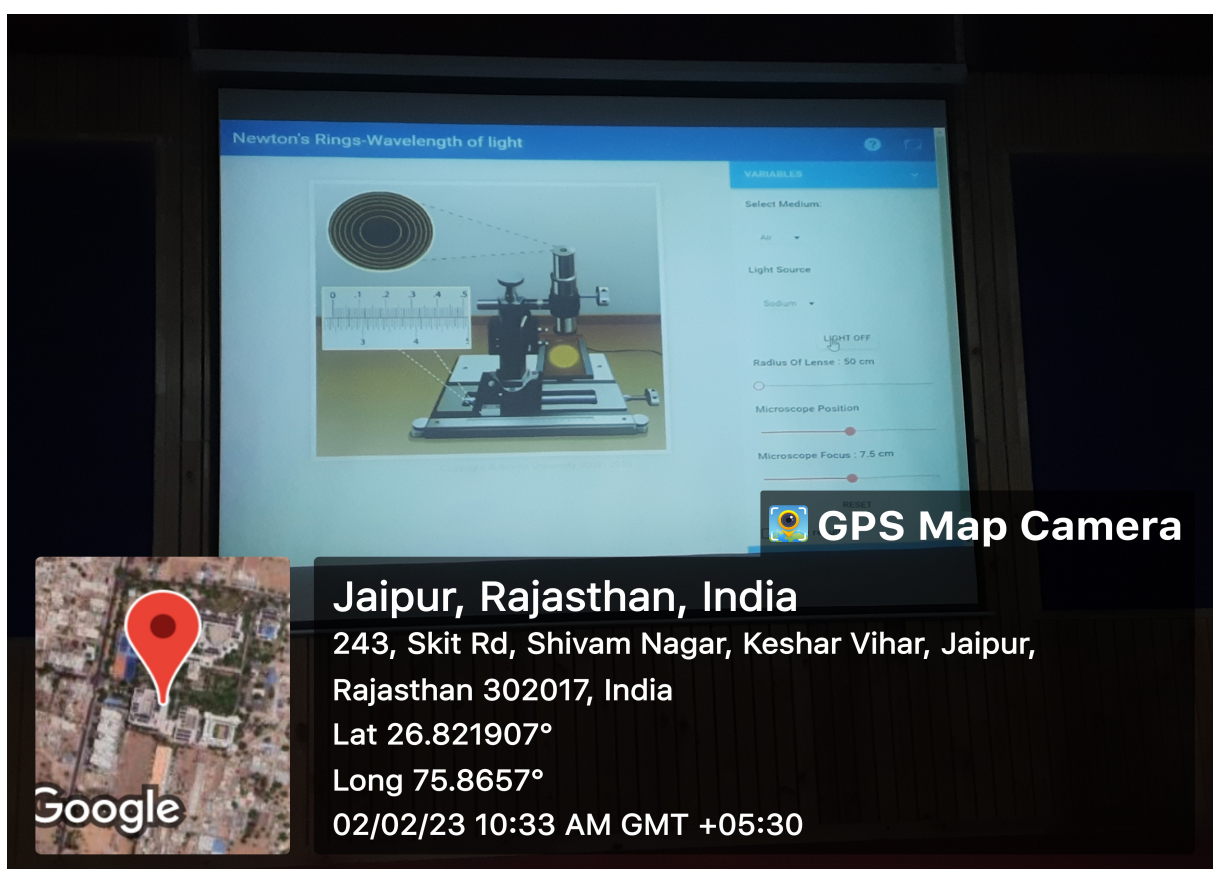 Newton's Rings-Wavelength of light
?
VARIABLES
Select Medium:
Air
Light Source
Sodium
LIGHT OFF
Radius Of Lense : 50 cm
Microscope Position
Microscope Focus : 7.5 cm
RESET
0 .1 .2 .3 .4 .5
3 4
GPS Map Camera
Jaipur, Rajasthan, India
243, Skit Rd, Shivam Nagar, Keshar Vihar, Jaipur,
Rajasthan 302017, India
Lat 26.821907°
Long 75.8657°
02/02/23 10:33 AM GMT +05:30
Google